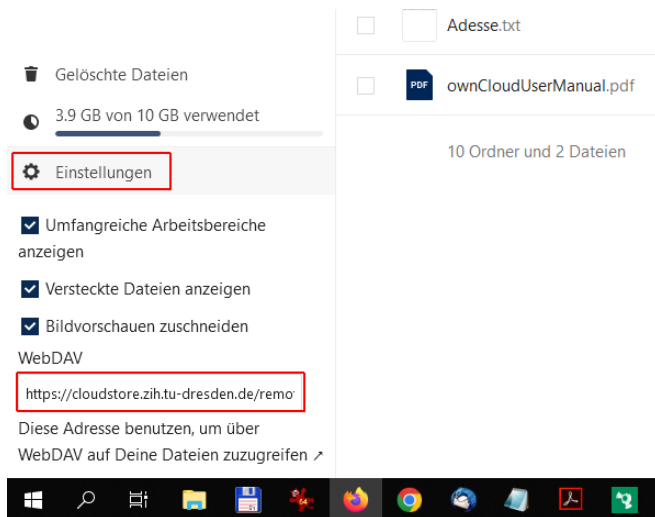 Adesse.txt
Gelöschte Dateien
PDF
ownCloudUserManual.pdf
3.9 GB von 10 GB verwendet
10 Ordner und 2 Dateien
Einstellungen
Umfangreiche Arbeitsbereiche
anzeigen
Versteckte Dateien anzeigen
Bildvorschauen zuschneiden
WebDAV
https://cloudstore.zih.tu-dresden.de/remo
Diese Adresse benutzen, um über
WebDAV auf Deine Dateien zuzugreifen ↗
64